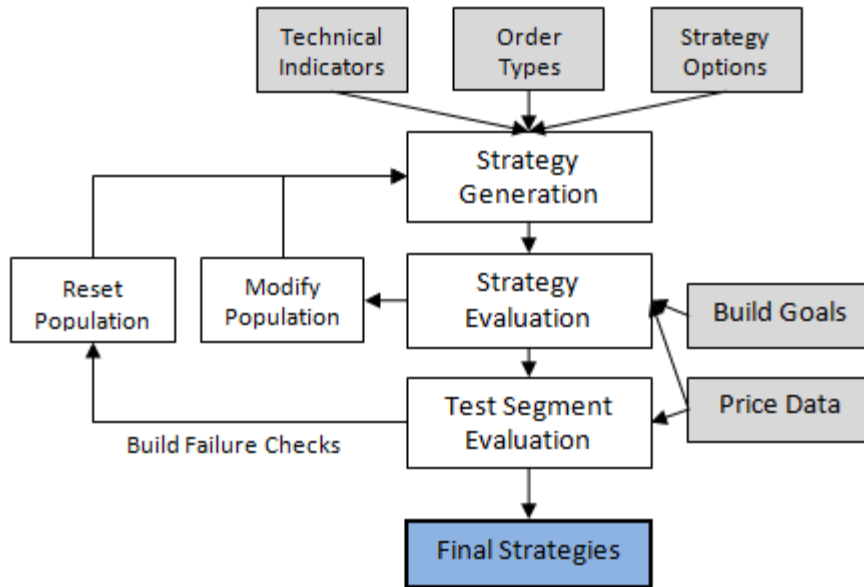 Technical
Indicators
Order
Types
Strategy
Options
Strategy
Generation
Reset
Population
Modify
Population
Strategy
Evaluation
Build Goals
Test Segment
Evaluation
Price Data
Build Failure Checks
Final Strategies